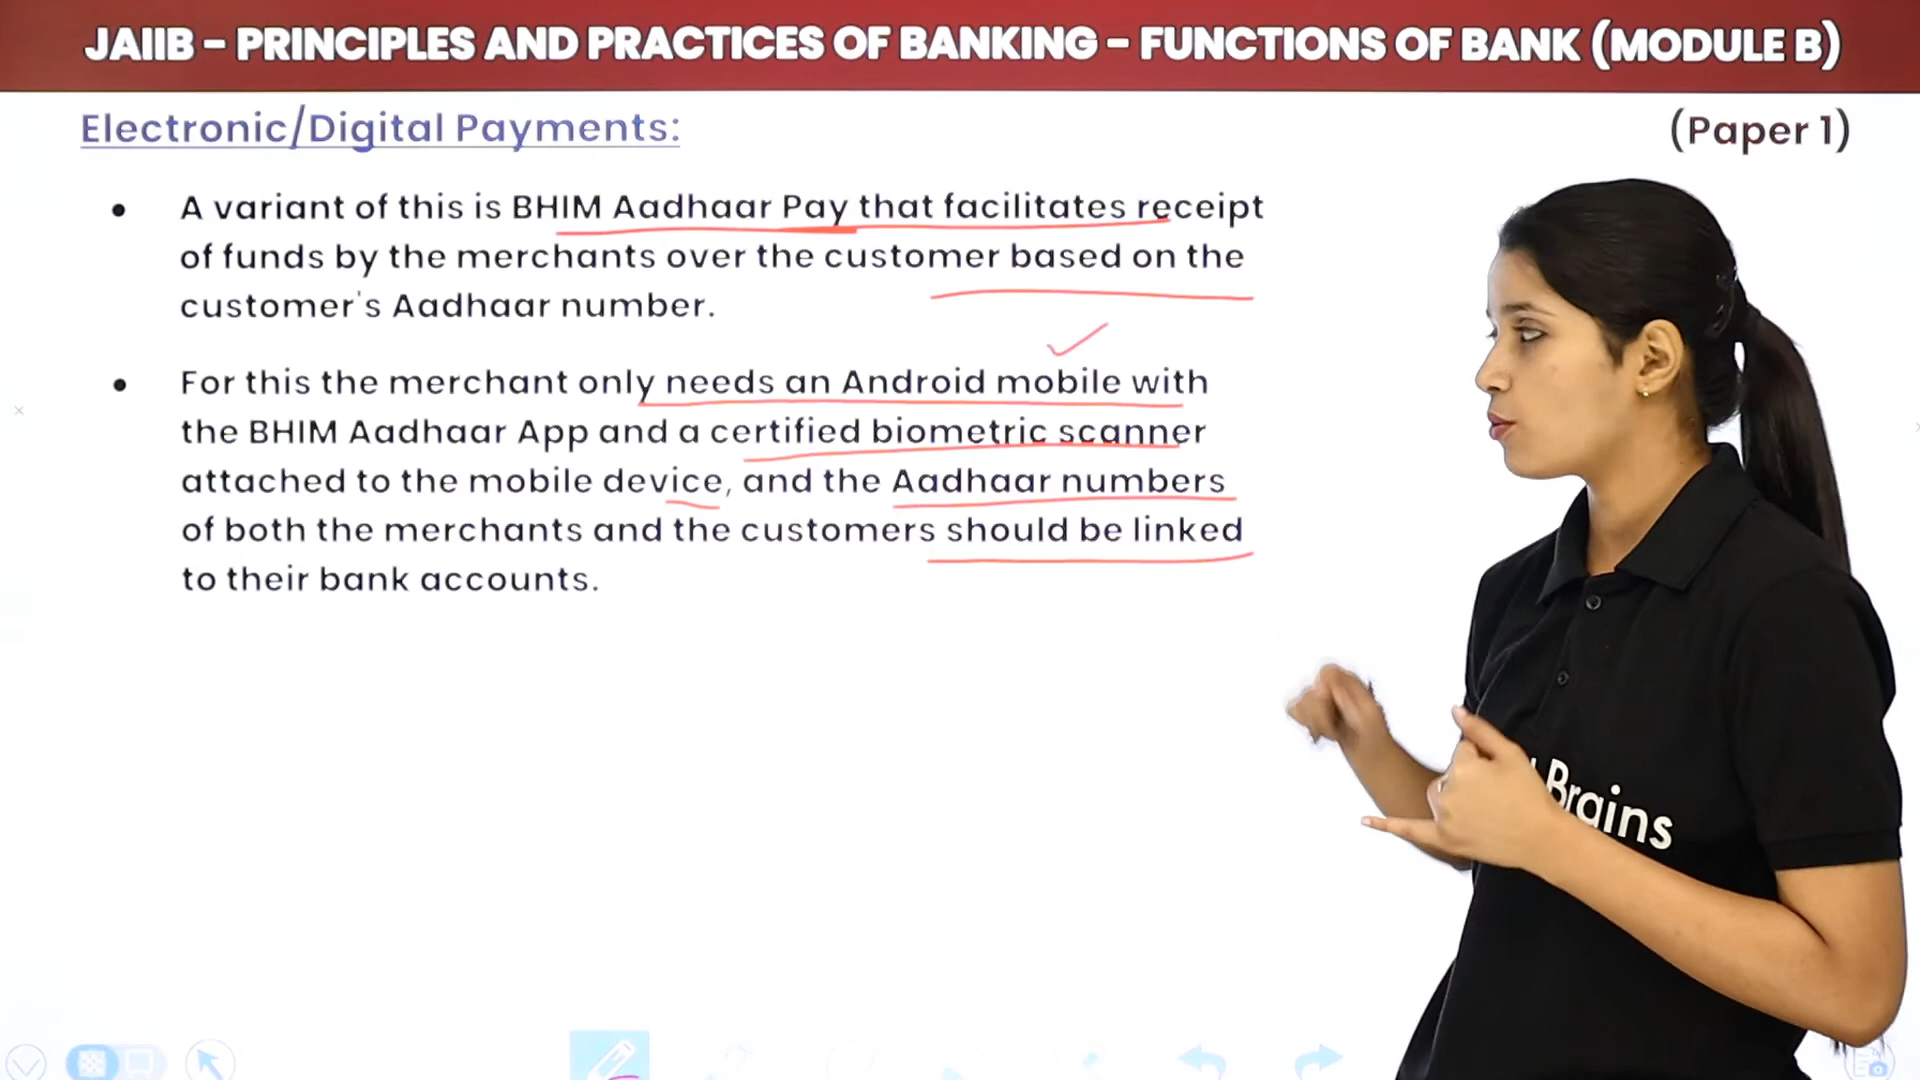 JAIIB – PRINCIPLES AND PRACTICES OF BANKING – FUNCTIONS OF BANK (MODULE B)
Electronic/Digital Payments:
(Paper 1)
• A variant of this is BHIM Aadhaar Pay that facilitates receipt
of funds by the merchants over the customer based on the
customer's Aadhaar number.
• For this the merchant only needs an Android mobile with
the BHIM Aadhaar App and a certified biometric scanner
attached to the mobile device, and the Aadhaar numbers
of both the merchants and the customers should be linked
to their bank accounts.
Brains